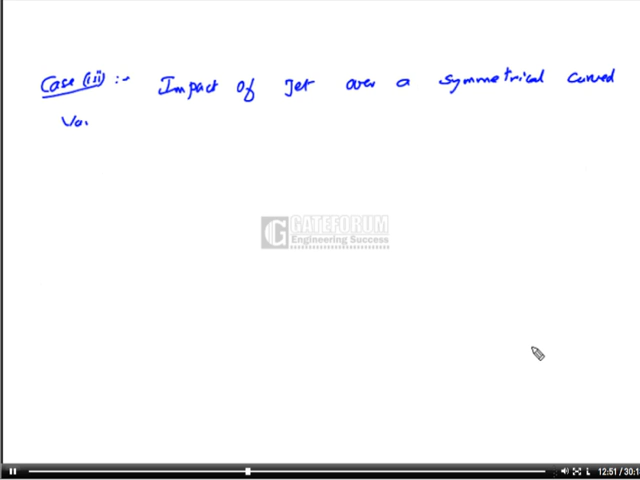 Case (iii) :- Impact of Jet over a symmetrical curved
Va
GATEFORUM
Engineering Success
12:51 / 30:1